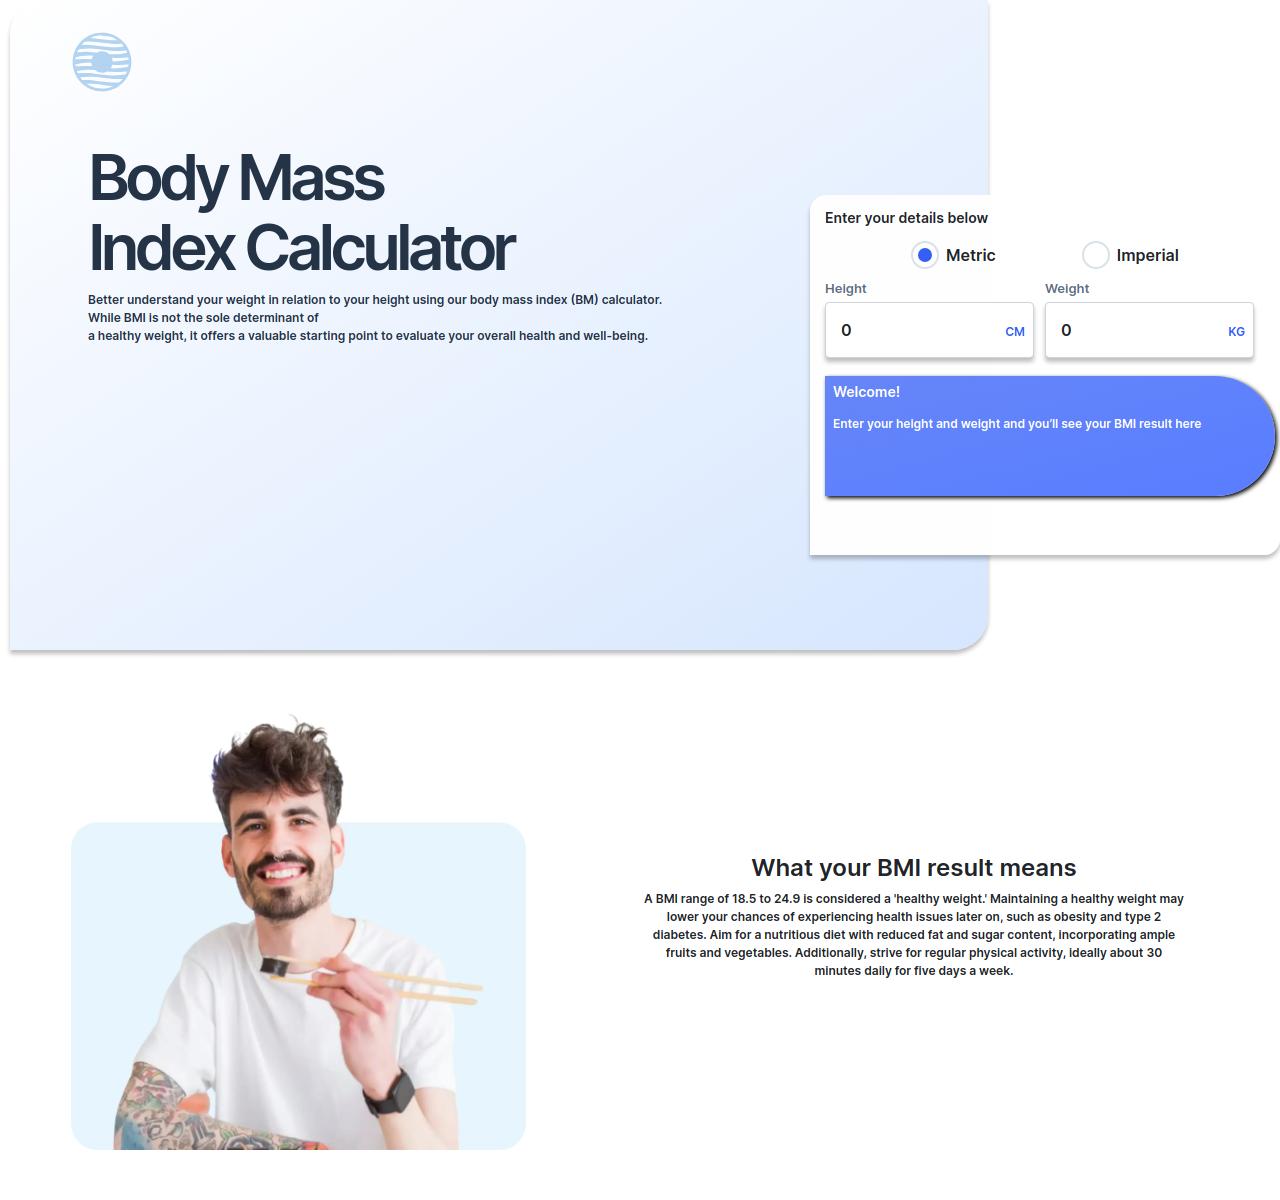 Body Mass
Index Calculator
Better understand your weight in relation to your height using our body mass index (BM) calculator.
While BMI is not the sole determinant of
a healthy weight, it offers a valuable starting point to evaluate your overall health and well-being.
Enter your details below
Metric
Imperial
Height
Weight
0 CM
0 KG
Welcome!
Enter your height and weight and you'll see your BMI result here
What your BMI result means
A BMI range of 18.5 to 24.9 is considered a 'healthy weight.' Maintaining a healthy weight may
lower your chances of experiencing health issues later on, such as obesity and type 2
diabetes. Aim for a nutritious diet with reduced fat and sugar content, incorporating ample
fruits and vegetables. Additionally, strive for regular physical activity, ideally about 30
minutes daily for five days a week.